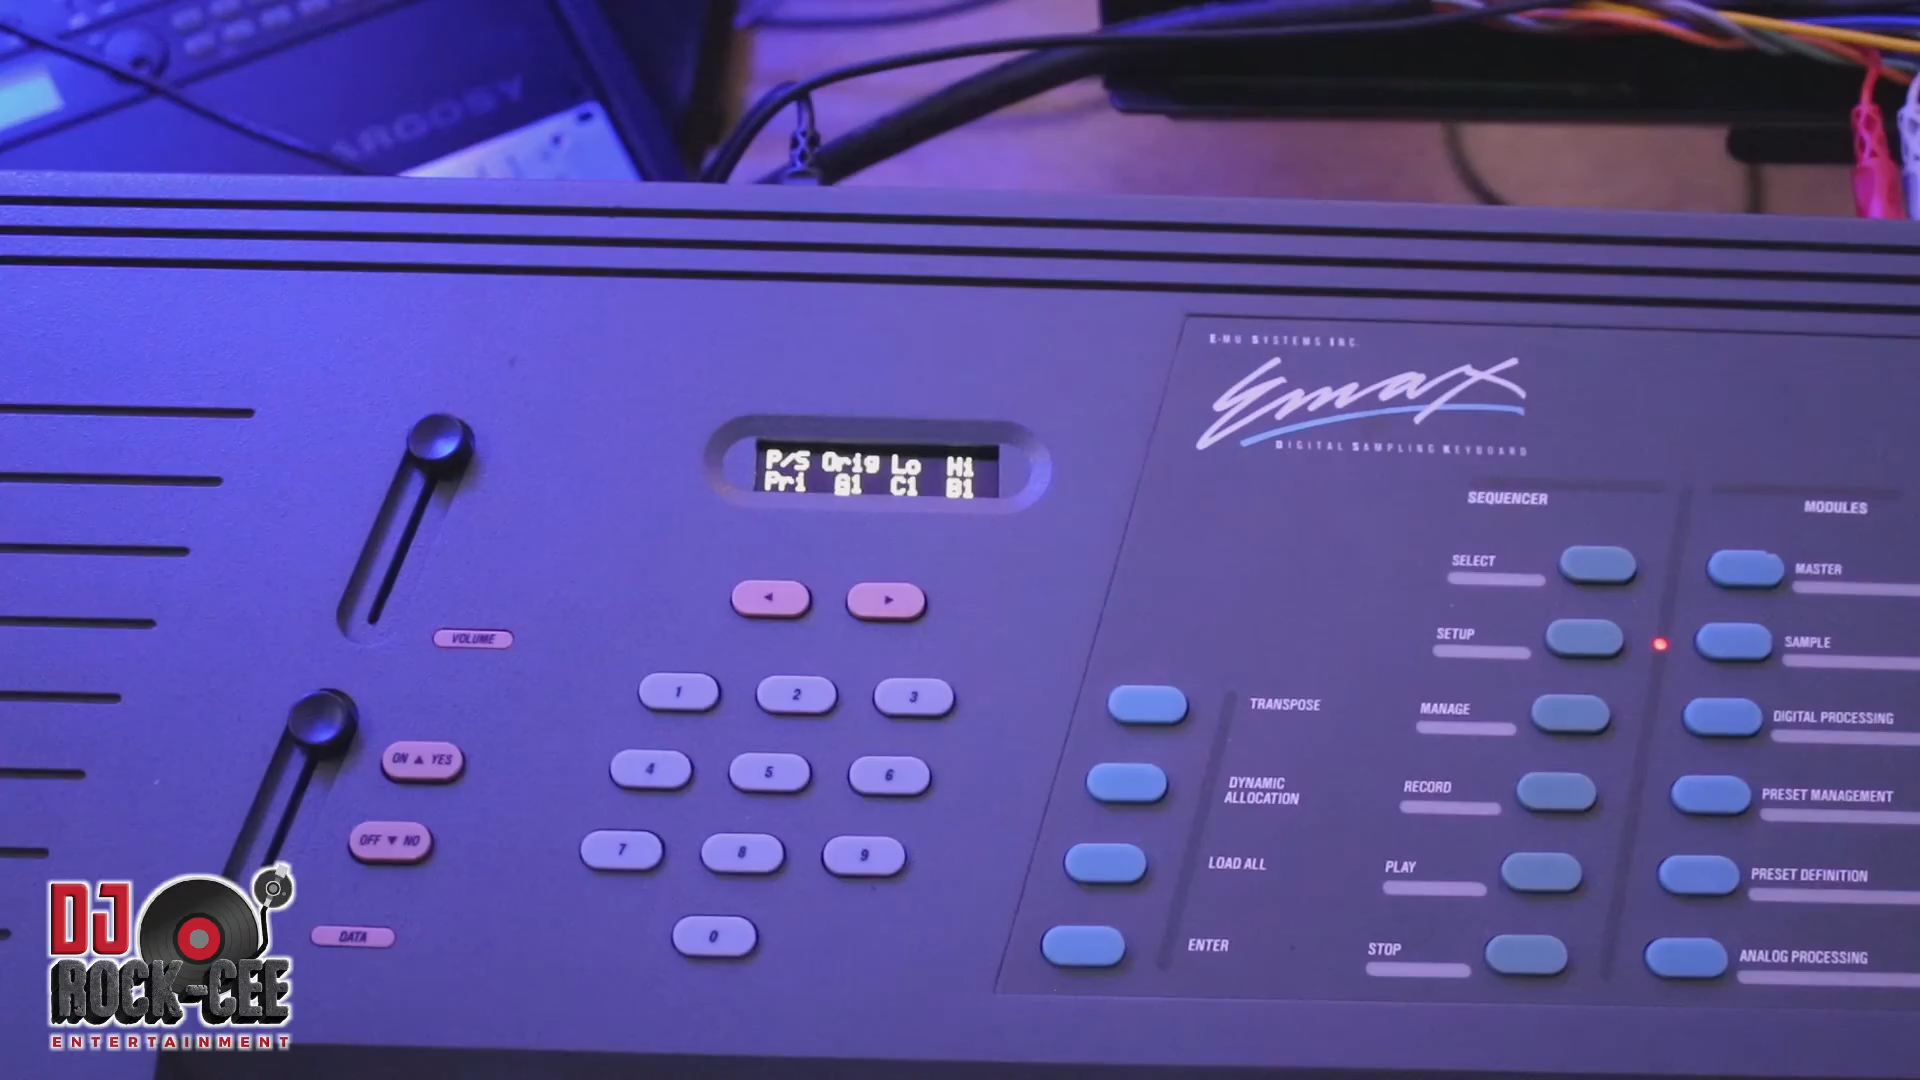 ARGOSY
E-MU SYSTEMS INC.
Emax
DIGITAL SAMPLING KEYBOARD
P/S Orig Lo Hi
Pri B1 C1 B1
SEQUENCER
MODULES
SELECT
MASTER
SETUP
SAMPLE
VOLUME
1 2 3
TRANSPOSE
MANAGE
DIGITAL PROCESSING
ON ▲ YES
4 5 6
DYNAMIC
ALLOCATION
RECORD
PRESET MANAGEMENT
OFF ▼ NO
7 8 9
LOAD ALL
PLAY
PRESET DEFINITION
DATA
0
ENTER
STOP
ANALOG PROCESSING
DJ
ROCK-CEE
ENTERTAINMENT